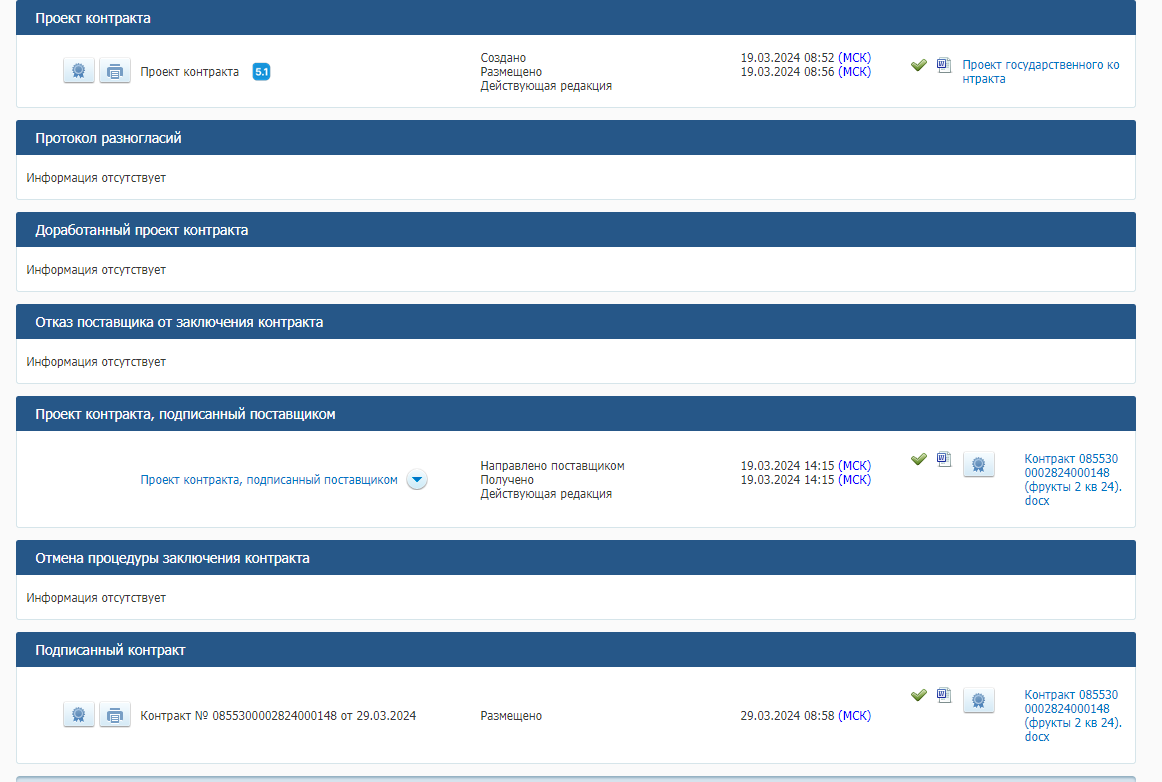 Проект контракта
Проект контракта 5.1
Создано 19.03.2024 08:52 (МСК)
Размещено 19.03.2024 08:56 (МСК)
Действующая редакция
Проект государственного ко
нтракта
Протокол разногласий
Информация отсутствует
Доработанный проект контракта
Информация отсутствует
Отказ поставщика от заключения контракта
Информация отсутствует
Проект контракта, подписанный поставщиком
Проект контракта, подписанный поставщиком
Направлено поставщиком 19.03.2024 14:15 (МСК)
Получено 19.03.2024 14:15 (МСК)
Действующая редакция
Контракт 085530
0002824000148
(фрукты 2 кв 24).
docx
Отмена процедуры заключения контракта
Информация отсутствует
Подписанный контракт
Контракт № 0855300002824000148 от 29.03.2024
Размещено 29.03.2024 08:58 (МСК)
Контракт 085530
0002824000148
(фрукты 2 кв 24).
docx